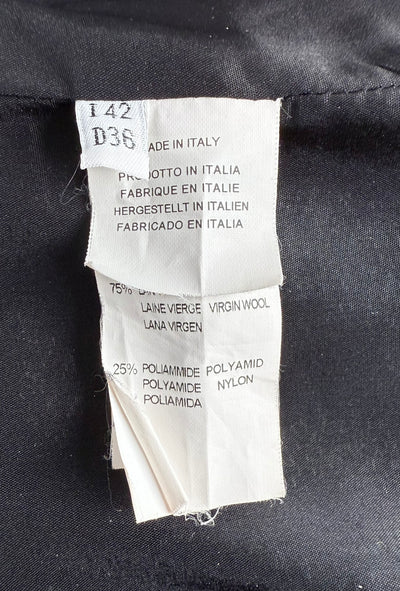 I 42
D36
MADE IN ITALY
PRODOTTO IN ITALIA
FABRIQUE EN ITALIE
HERGESTELLT IN ITALIEN
FABRICADO EN ITALIA
75%
LAINE VIERGE VIRGIN WOOL
LANA VIRGEN
25% POLIAMMIDE POLYAMID
POLYAMIDE NYLON
POLIAMIDA